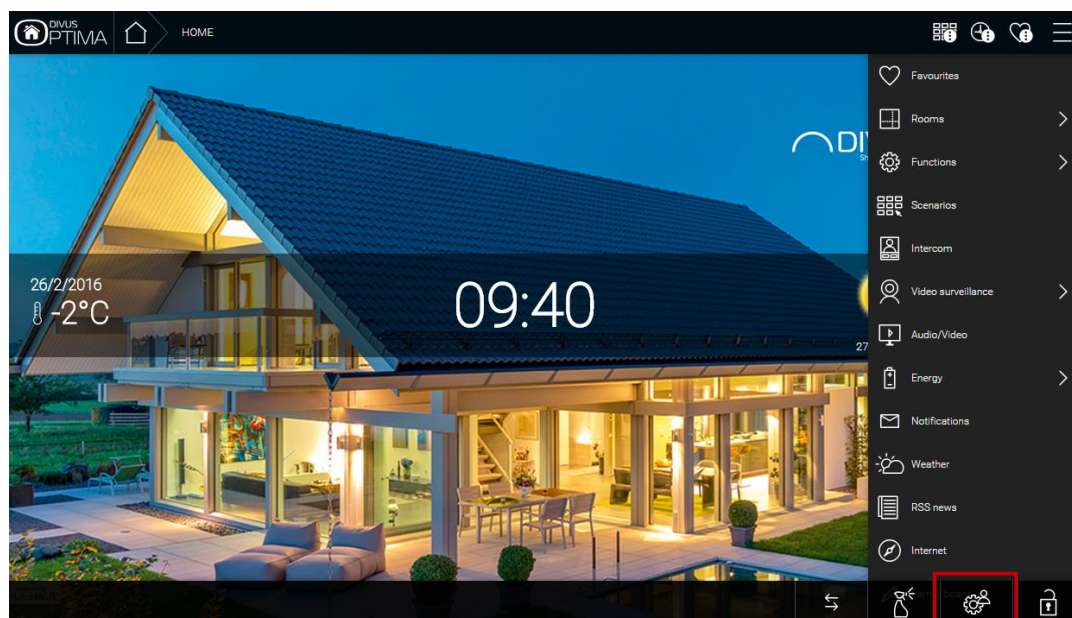 DIVUS
OPTIMA
HOME
Favourites
Rooms
Functions
Scenarios
Intercom
Video surveillance
Audio/Video
Energy
Notifications
Weather
RSS news
Internet
DI
26/2/2016
-2°C
09:40
27